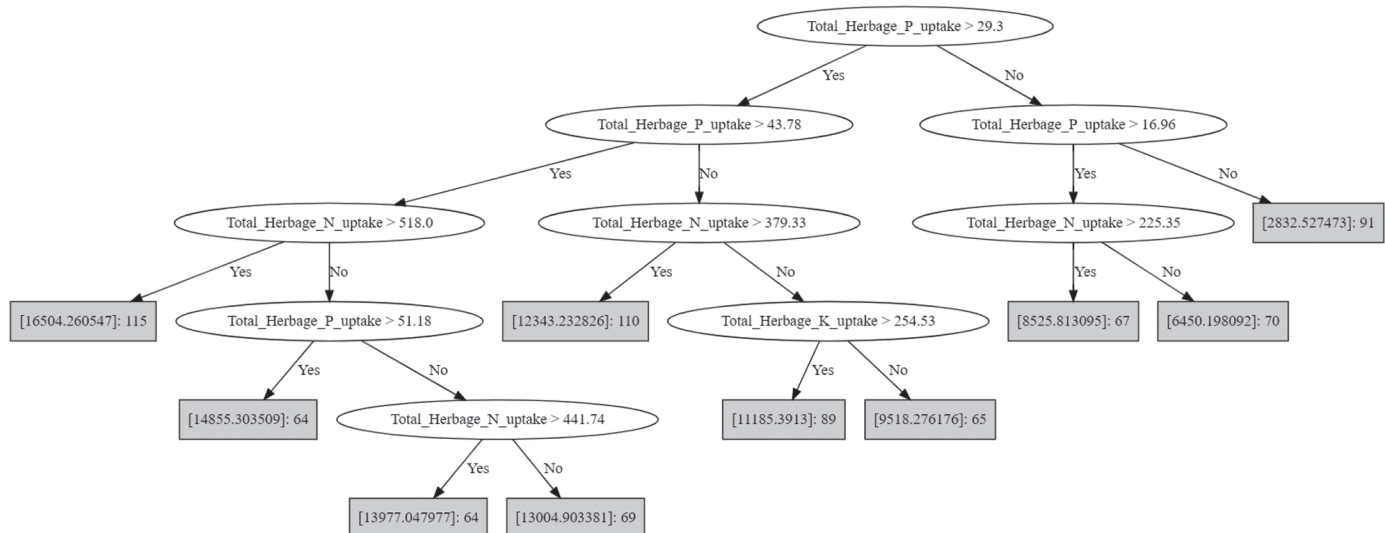 Total_Herbage_P_uptake > 29.3
Yes
No
Total_Herbage_P_uptake > 43.78
Total_Herbage_P_uptake > 16.96
Yes
No
Yes
No
Total_Herbage_N_uptake > 518.0
Total_Herbage_N_uptake > 379.33
Total_Herbage_N_uptake > 225.35
[2832.527473]: 91
Yes
No
Yes
No
Yes
No
[16504.260547]: 115
Total_Herbage_P_uptake > 51.18
[12343.232826]: 110
Total_Herbage_K_uptake > 254.53
[8525.813095]: 67
[6450.198092]: 70
Yes
No
Yes
No
[14855.303509]: 64
Total_Herbage_N_uptake > 441.74
[11185.3913]: 89
[9518.276176]: 65
Yes
No
[13977.047977]: 64
[13004.903381]: 69